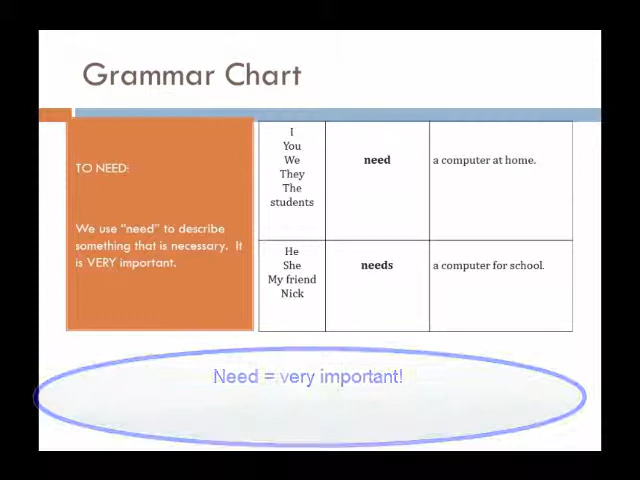 Grammar Chart
TO NEED:
We use "need" to describe
something that is necessary. It
is VERY important.
I
You
We
They
The
students
need
a computer at home.
He
She
My friend
Nick
needs
a computer for school.
Need = very important!